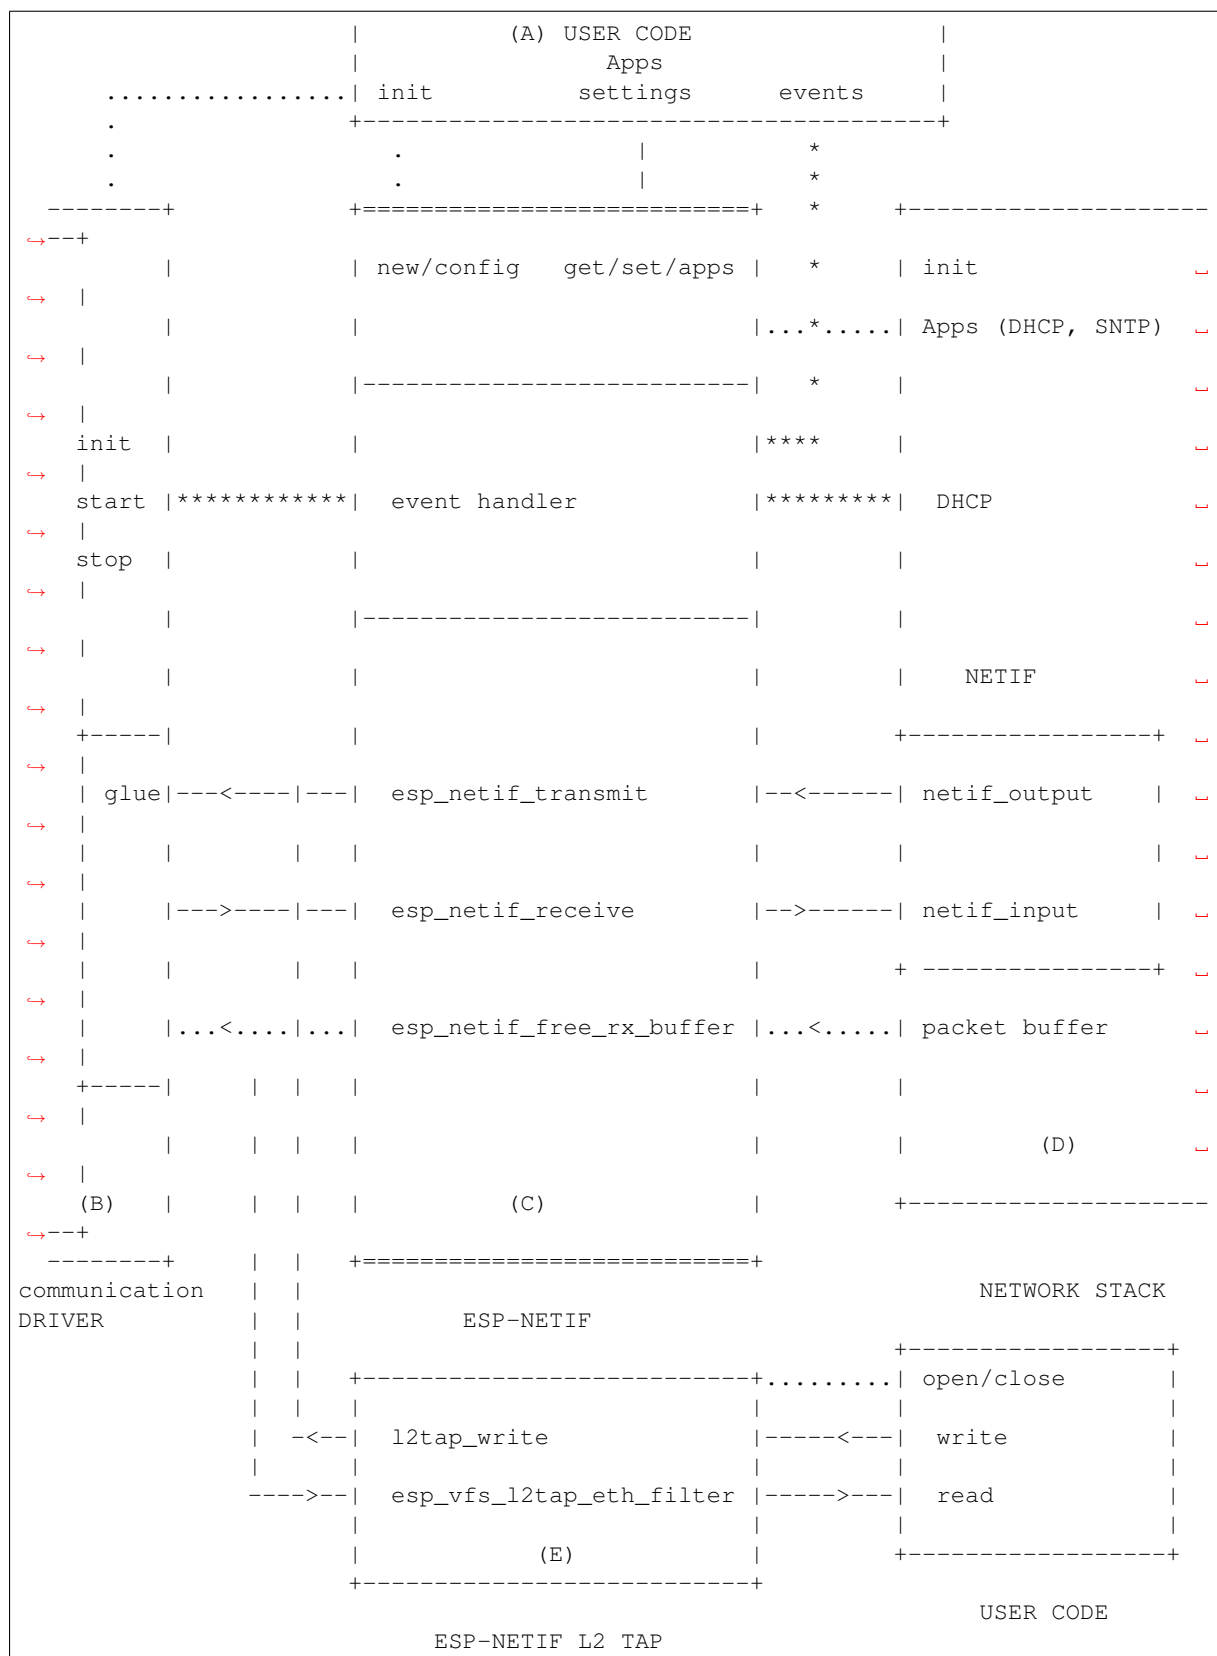 |          (A) USER CODE                 |
|                 Apps                   |
.................| init          settings      events     |
.                +----------------------------------------+
.                   .                |           *
.                   .                |           *
--------+            +===========================+   *     +---------------------
↪--+
|            | new/config   get/set/apps |   *     | init ␣
↪   |
|            |                           |...*.....| Apps (DHCP, SNTP) ␣
↪   |
|            |---------------------------|   *     | ␣
↪   |
init  |            |                           |****     | ␣
↪   |
start |************|  event handler            |*********|  DHCP ␣
↪   |
stop  |            |                           |         | ␣
↪   |
|            |---------------------------|         | ␣
↪   |
|            |                           |         |    NETIF ␣
↪   |
+-----|            |                           |         +-----------------+ ␣
↪   |
| glue|---<----|---|  esp_netif_transmit       |--<------| netif_output    | ␣
↪   |
|     |        |   |                           |         |                 | ␣
↪   |
|     |--->----|---|  esp_netif_receive        |-->------| netif_input     | ␣
↪   |
|     |        |   |                           |         + ----------------+ ␣
↪   |
|     |...<....|...|  esp_netif_free_rx_buffer |...<.....| packet buffer ␣
↪   |
+-----|     |  |   |                           |         | ␣
↪   |
|     |  |   |                           |         |         (D) ␣
↪   |
(B)   |     |  |   |          (C)              |         +---------------------
↪--+
--------+     |  |   +===========================+
communication   |  |                                               NETWORK STACK
DRIVER          |  |           ESP-NETIF
|  |                                         +------------------+
|  |   +---------------------------+.........| open/close       |
|  |   |                           |         |                  |
|  -<--|  l2tap_write              |-----<---|  write           |
|      |                           |         |                  |
---->--|  esp_vfs_l2tap_eth_filter |----->---|  read            |
|                           |         |                  |
|            (E)            |         +------------------+
+---------------------------+
USER CODE
ESP-NETIF L2 TAP